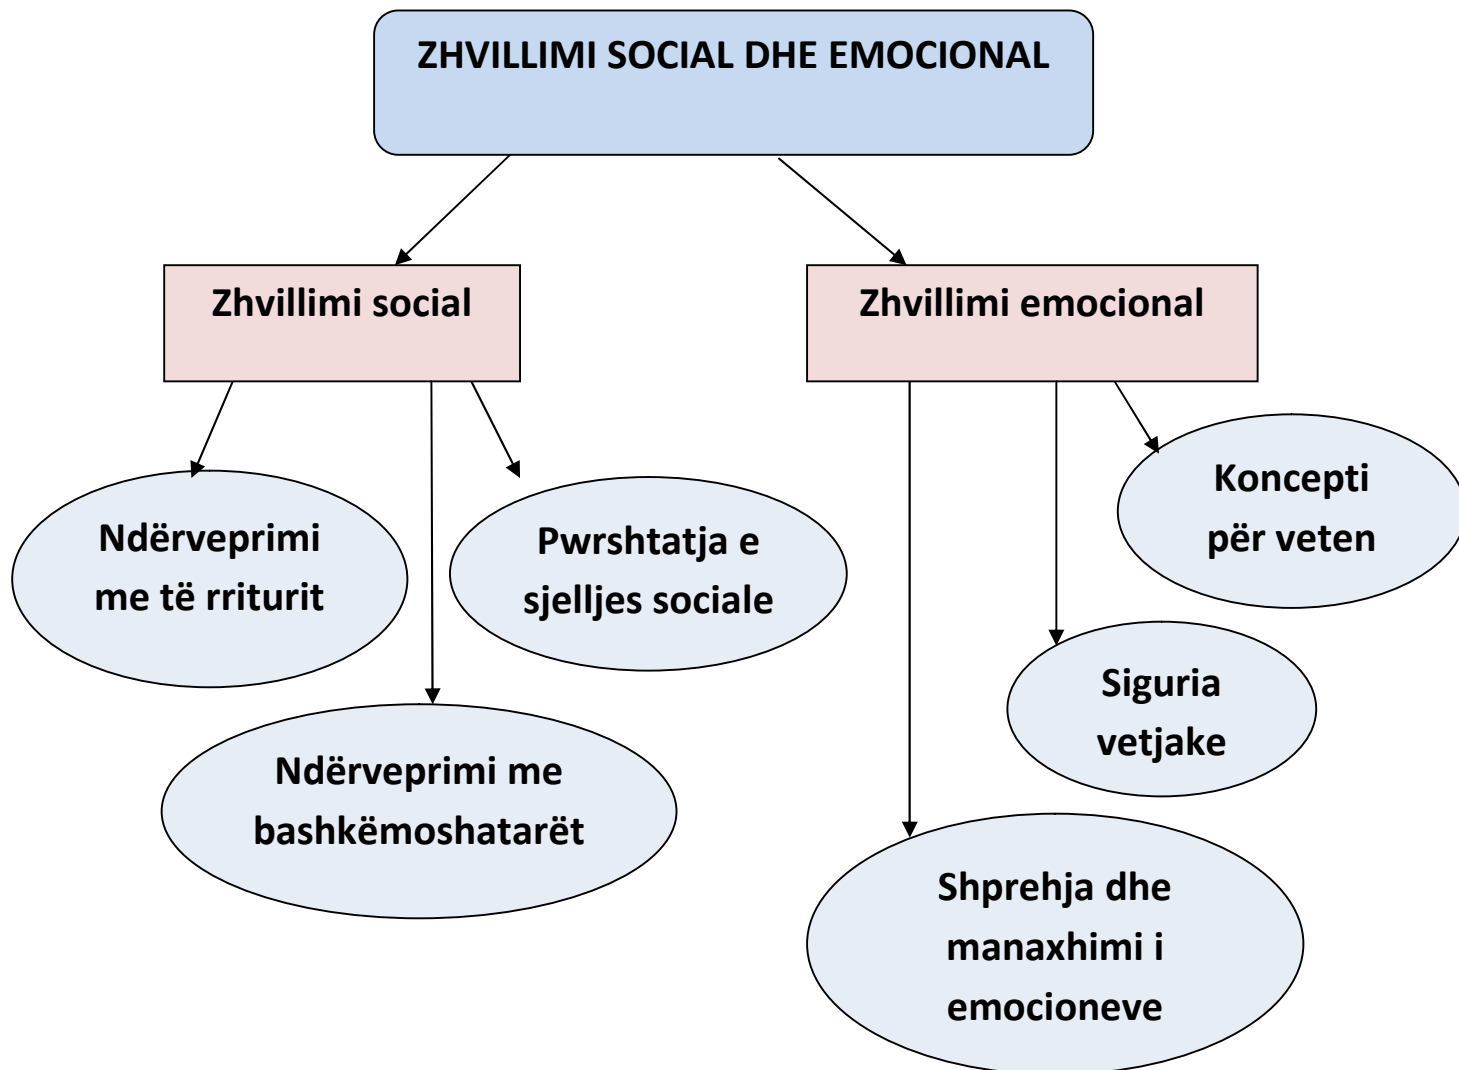 ZHVILLIMI SOCIAL DHE EMOCIONAL
Zhvillimi social
Zhvillimi emocional
Ndërveprimi
me të rriturit
Pwrshtatja e
sjelljes sociale
Koncepti
për veten
Ndërveprimi me
bashkëmoshatarët
Siguria
vetjake
Shprehja dhe
manaxhimi i
emocioneve